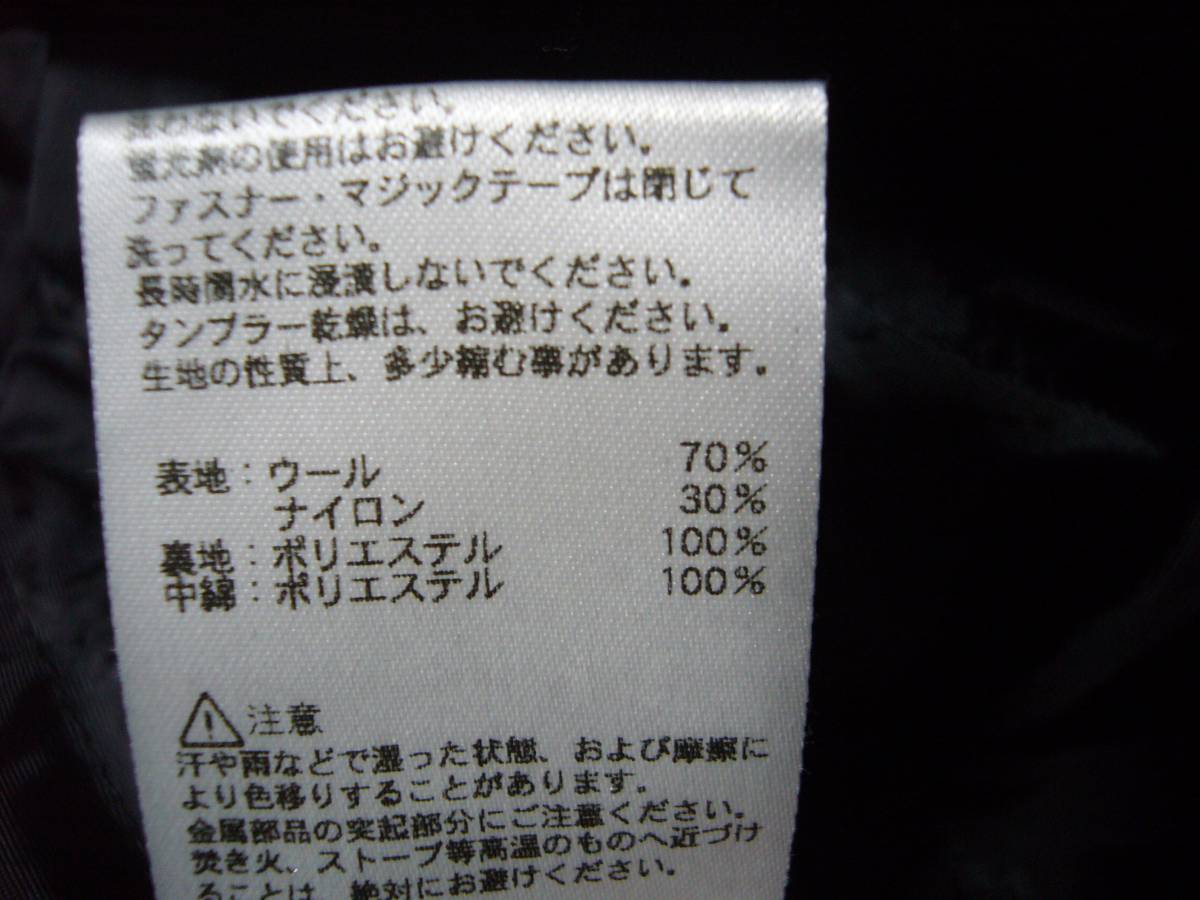 洗わないでください。
蛍光剤の使用はお避けください。
ファスナー・マジックテープは閉じて
洗ってください。
長時間水に浸漬しないでください。
タンブラー乾燥は、お避けください。
生地の性質上、多少縮む事があります。
表地：ウール 70%
ナイロン 30%
裏地：ポリエステル 100%
中綿：ポリエステル 100%
注意
汗や雨などで湿った状態、および摩擦に
より色移りすることがあります。
金属部品の突起部分にご注意ください。
焚き火、ストーブ等高温のものへ近づけ
ることは、絶対にお避けください。